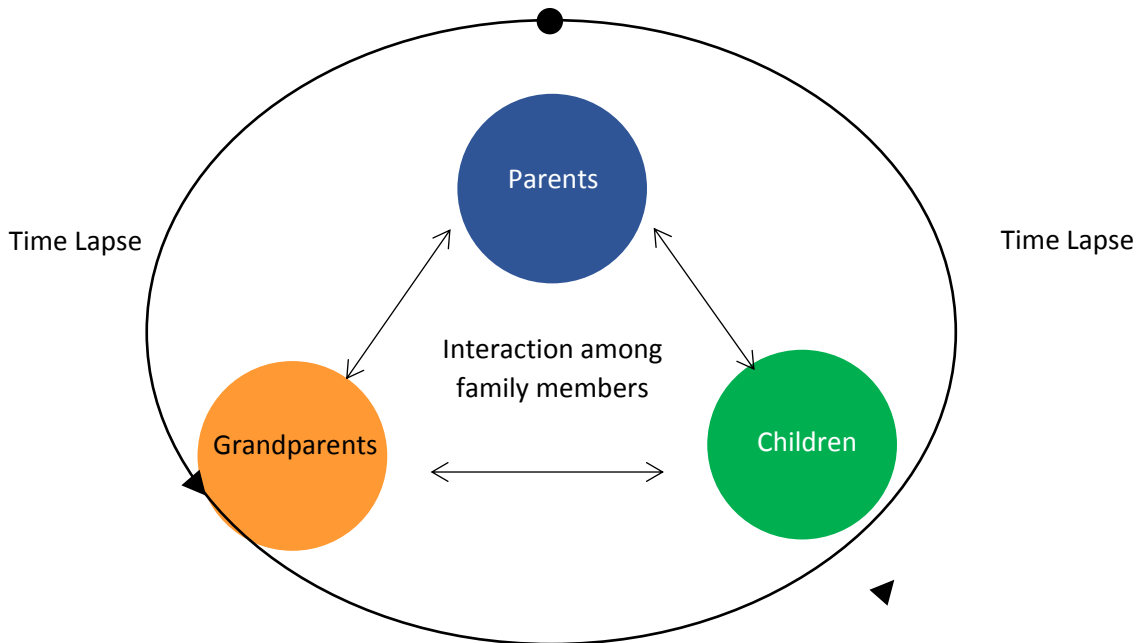 Parents
Time Lapse
Time Lapse
Interaction among
family members
Grandparents
Children